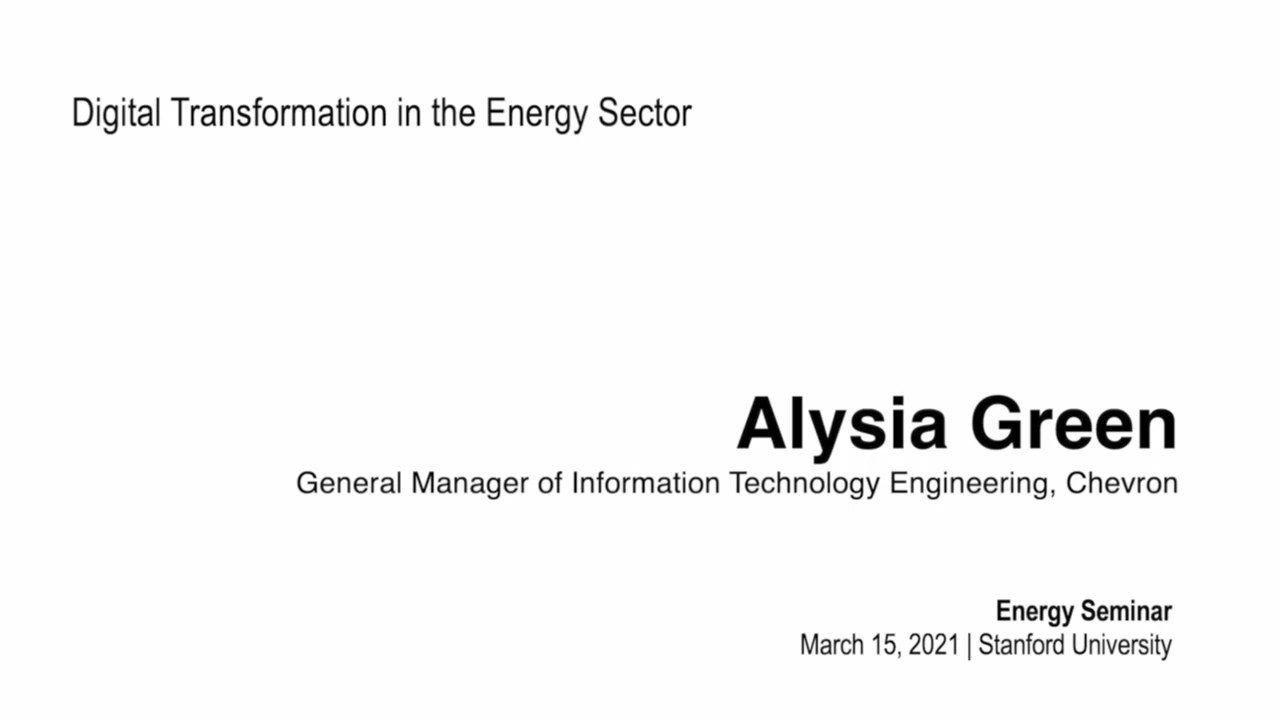 Digital Transformation in the Energy Sector
Alysia Green
General Manager of Information Technology Engineering, Chevron
Energy Seminar
March 15, 2021 | Stanford University